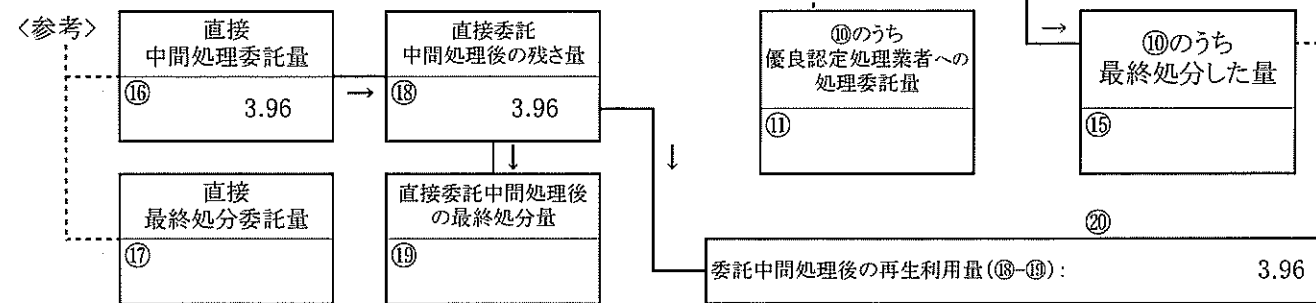 〈参考〉
直接
中間処理委託量
⑯
3.96
→
直接委託
中間処理後の残さ量
⑱
3.96
⑩のうち
優良認定処理業者への
処理委託量
⑪
→
⑩のうち
最終処分した量
⑮
↓
↓
直接
最終処分委託量
⑰
直接委託中間処理後
の最終処分量
⑲
⑳
委託中間処理後の再生利用量(⑱-⑲): 3.96